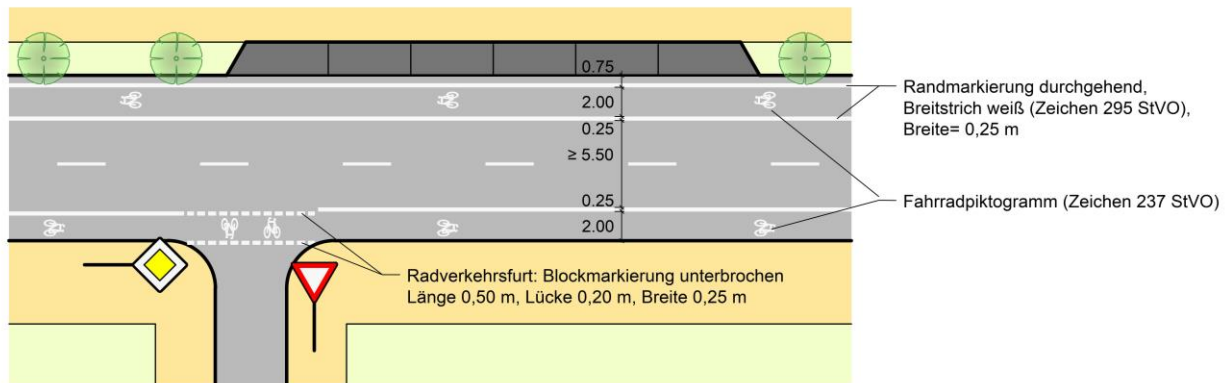 0.75
2.00
0.25
≥ 5.50
0.25
2.00
Randmarkierung durchgehend,
Breitstrich weiß (Zeichen 295 StVO),
Breite= 0,25 m
Fahrradpiktogramm (Zeichen 237 StVO)
Radverkehrsfurt: Blockmarkierung unterbrochen
Länge 0,50 m, Lücke 0,20 m, Breite 0,25 m